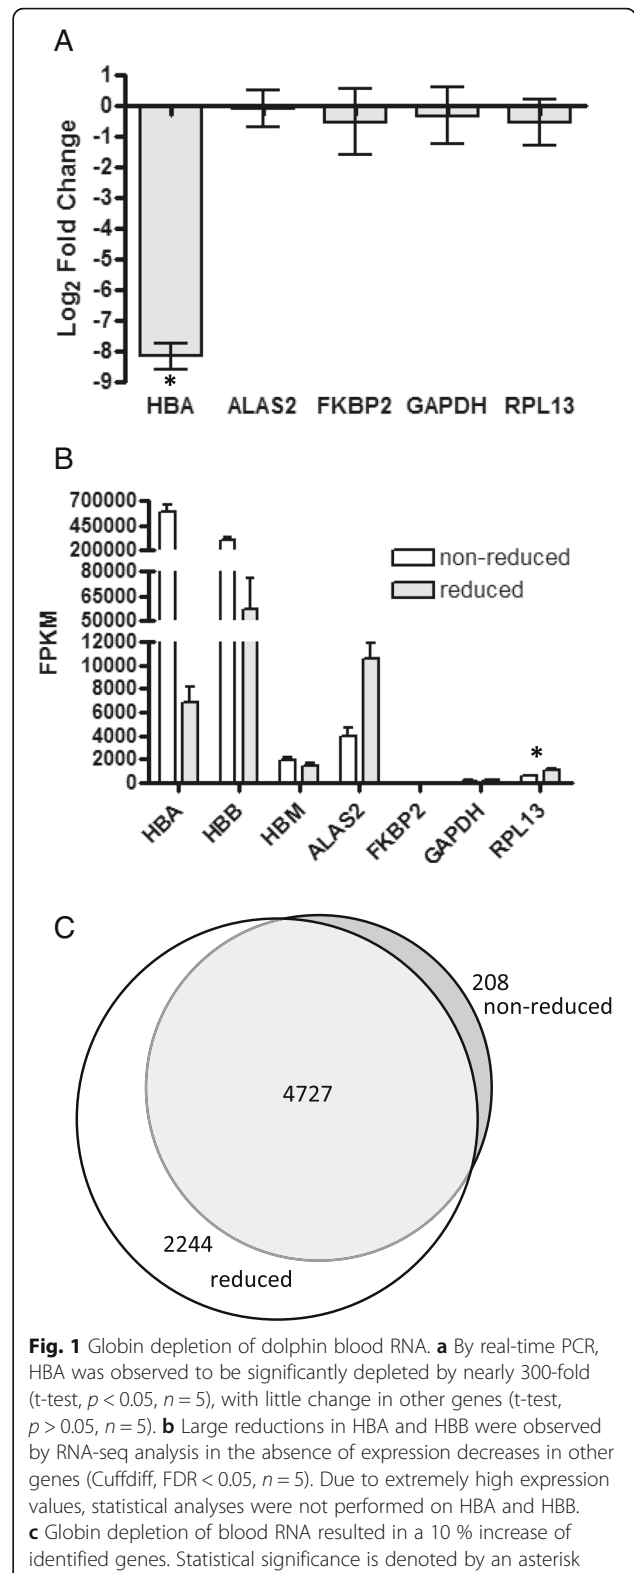 A
1
0
-1
-2
-3
-4
-5
-6
-7
-8
-9
Log2 Fold Change
*
HBA ALAS2 FKBP2 GAPDH RPL13
B
700000
450000
200000
80000
65000
50000
12000
10000
8000
6000
4000
2000
0
FPKM
non-reduced
reduced
*
HBA HBB HBM ALAS2 FKBP2 GAPDH RPL13
C
208
non-reduced
4727
2244
reduced
Fig. 1 Globin depletion of dolphin blood RNA. a By real-time PCR,
HBA was observed to be significantly depleted by nearly 300-fold
(t-test, p < 0.05, n = 5), with little change in other genes (t-test,
p > 0.05, n = 5). b Large reductions in HBA and HBB were observed
by RNA-seq analysis in the absence of expression decreases in other
genes (Cuffdiff, FDR < 0.05, n = 5). Due to extremely high expression
values, statistical analyses were not performed on HBA and HBB.
c Globin depletion of blood RNA resulted in a 10 % increase of
identified genes. Statistical significance is denoted by an asterisk